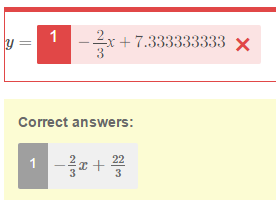 y = 1 -2/3x + 7.333333333 ×
Correct answers:
1 -2/3x + 22/3